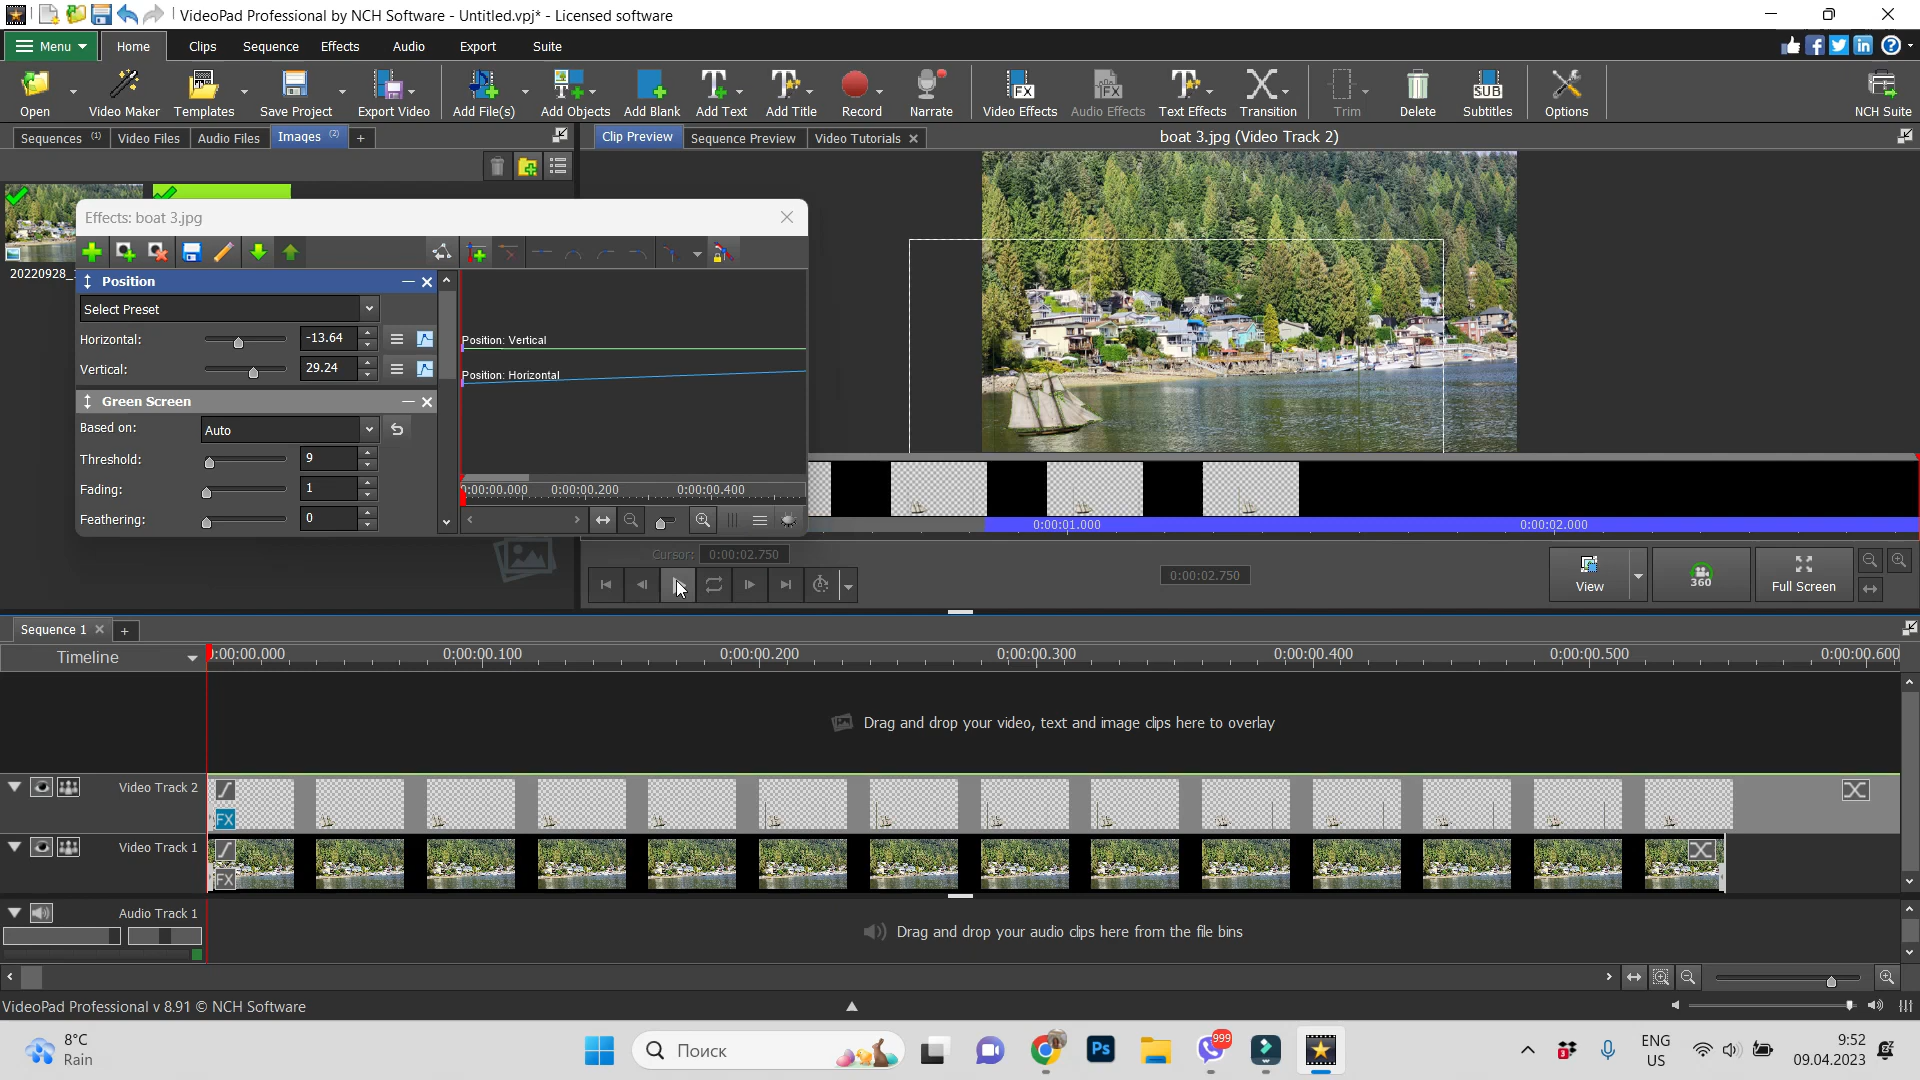 VideoPad Professional by NCH Software - Untitled.vpj* - Licensed software
Menu Home Clips Sequence Effects Audio Export Suite
Open Video Maker Templates Save Project Export Video Add File(s) Add Objects Add Blank Add Text Add Title Record Narrate Video Effects Audio Effects Text Effects Transition Trim Delete Subtitles Options NCH Suite
Sequences (1) Video Files Audio Files Images (2) + Clip Preview Sequence Preview Video Tutorials boat 3.jpg (Video Track 2)
20220928_
Effects: boat 3.jpg
Position
Select Preset
Horizontal: -13.64
Vertical: 29.24
Green Screen
Based on: Auto
Threshold: 9
Fading: 1
Feathering: 0
Position: Vertical
Position: Horizontal
0:00:00.000 0:00:00.200 0:00:00.400
0:00:01.000 0:00:02.000
Cursor: 0:00:02.750
0:00:02.750
View 360 Full Screen
Sequence 1 +
Timeline 0:00:00.000 0:00:00.100 0:00:00.200 0:00:00.300 0:00:00.400 0:00:00.500 0:00:00.600
Drag and drop your video, text and image clips here to overlay
Video Track 2
FX
Video Track 1
FX
Audio Track 1
Drag and drop your audio clips here from the file bins
VideoPad Professional v 8.91 © NCH Software
8°C
Rain
Поиск
Ps
999
3
ENG
US
9:52
09.04.2023